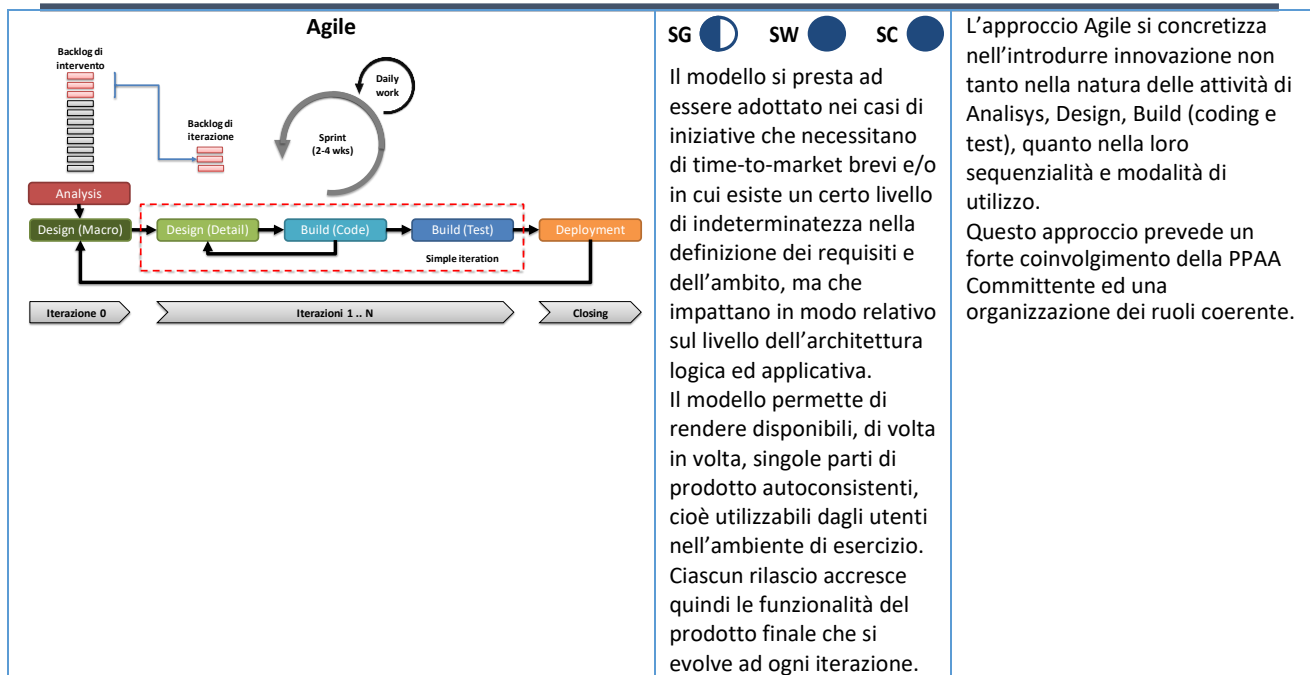 Agile
Backlog di
intervento
Daily
work
Backlog di
iterazione
Sprint
(2-4 wks)
Analysis
Design (Macro)
Design (Detail)
Build (Code)
Build (Test)
Deployment
Simple iteration
Iterazione 0
Iterazioni 1 .. N
Closing
SG SW SC
Il modello si presta ad
essere adottato nei casi di
iniziative che necessitano
di time-to-market brevi e/o
in cui esiste un certo livello
di indeterminatezza nella
definizione dei requisiti e
dell’ambito, ma che
impattano in modo relativo
sul livello dell’architettura
logica ed applicativa.
Il modello permette di
rendere disponibili, di volta
in volta, singole parti di
prodotto autoconsistenti,
cioè utilizzabili dagli utenti
nell’ambiente di esercizio.
Ciascun rilascio accresce
quindi le funzionalità del
prodotto finale che si
evolve ad ogni iterazione.
L’approccio Agile si concretizza
nell’introdurre innovazione non
tanto nella natura delle attività di
Analisys, Design, Build (coding e
test), quanto nella loro
sequenzialità e modalità di
utilizzo.
Questo approccio prevede un
forte coinvolgimento della PPAA
Committente ed una
organizzazione dei ruoli coerente.